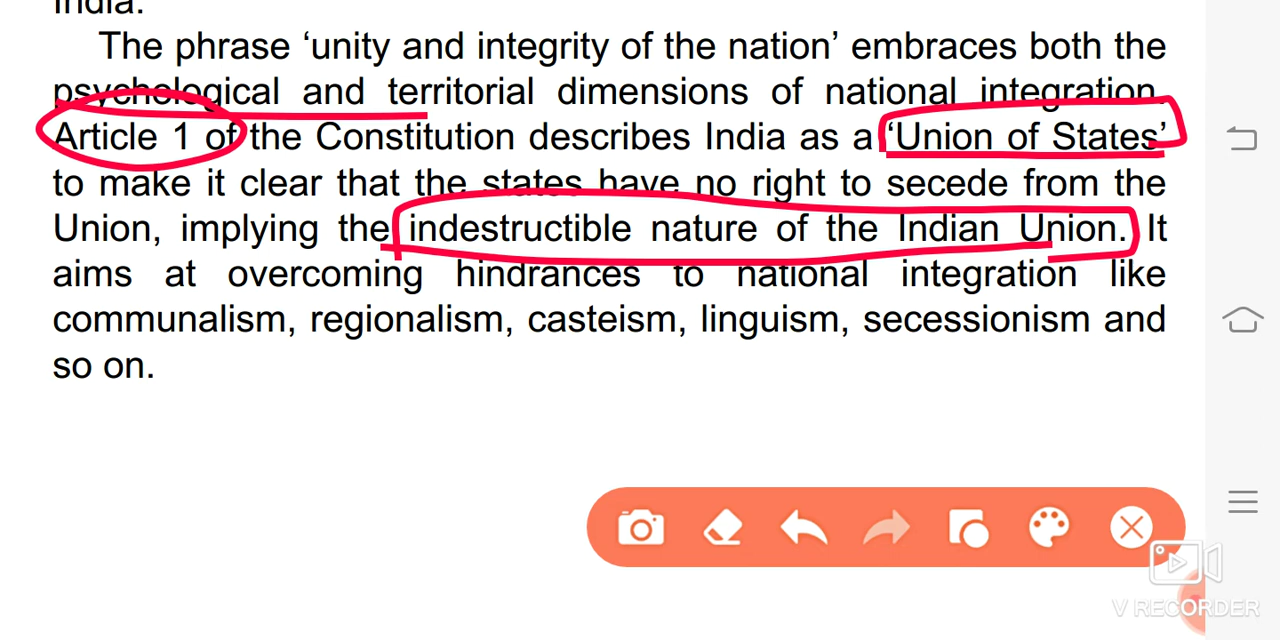 India.
The phrase ‘unity and integrity of the nation’ embraces both the
psychological and territorial dimensions of national integration.
Article 1 of the Constitution describes India as a ‘Union of States’
to make it clear that the states have no right to secede from the
Union, implying the indestructible nature of the Indian Union. It
aims at overcoming hindrances to national integration like
communalism, regionalism, casteism, linguism, secessionism and
so on.
V RECORDER